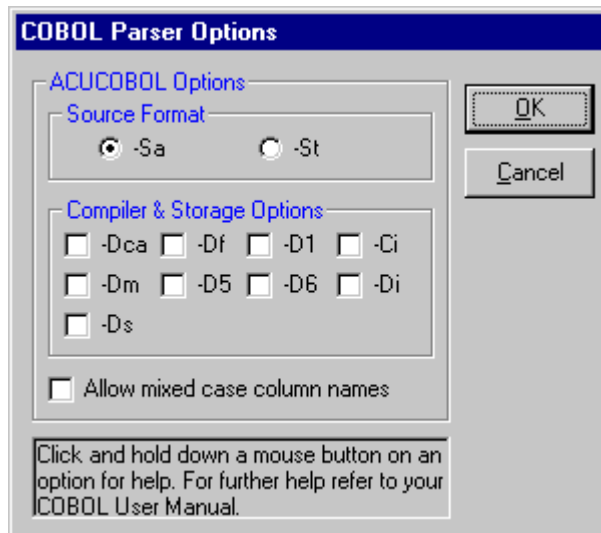 COBOL Parser Options
ACUCOBOL Options
Source Format
-Sa -St
OK
Cancel
Compiler & Storage Options
-Dca -Df -D1 -Ci
-Dm -D5 -D6 -Di
-Ds
Allow mixed case column names
Click and hold down a mouse button on an
option for help. For further help refer to your
COBOL User Manual.